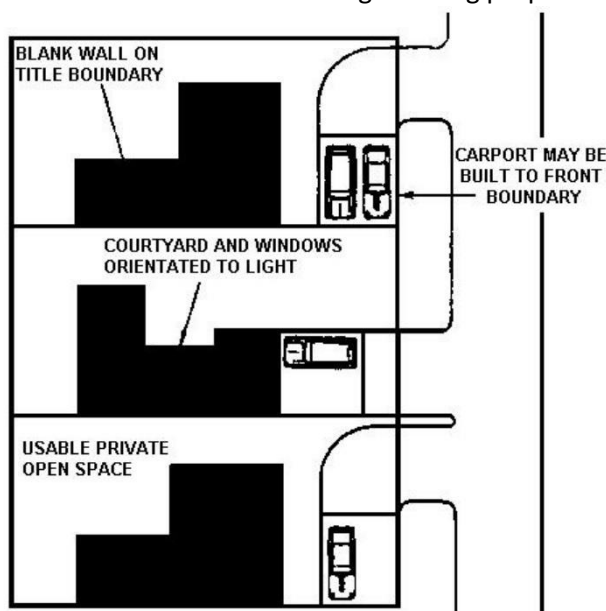 BLANK WALL ON
TITLE BOUNDARY
CARPORT MAY BE
BUILT TO FRONT
BOUNDARY
COURTYARD AND WINDOWS
ORIENTATED TO LIGHT
USABLE PRIVATE
OPEN SPACE